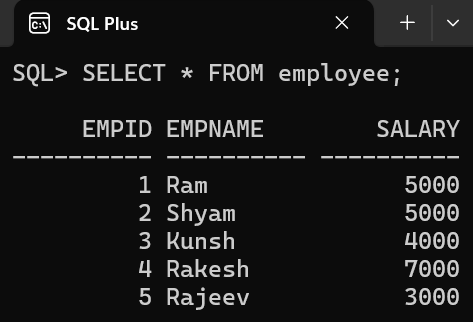 SQL Plus
SQL> SELECT * FROM employee;
EMPID EMPNAME SALARY
---------- ---------- ----------
1 Ram 5000
2 Shyam 5000
3 Kunsh 4000
4 Rakesh 7000
5 Rajeev 3000